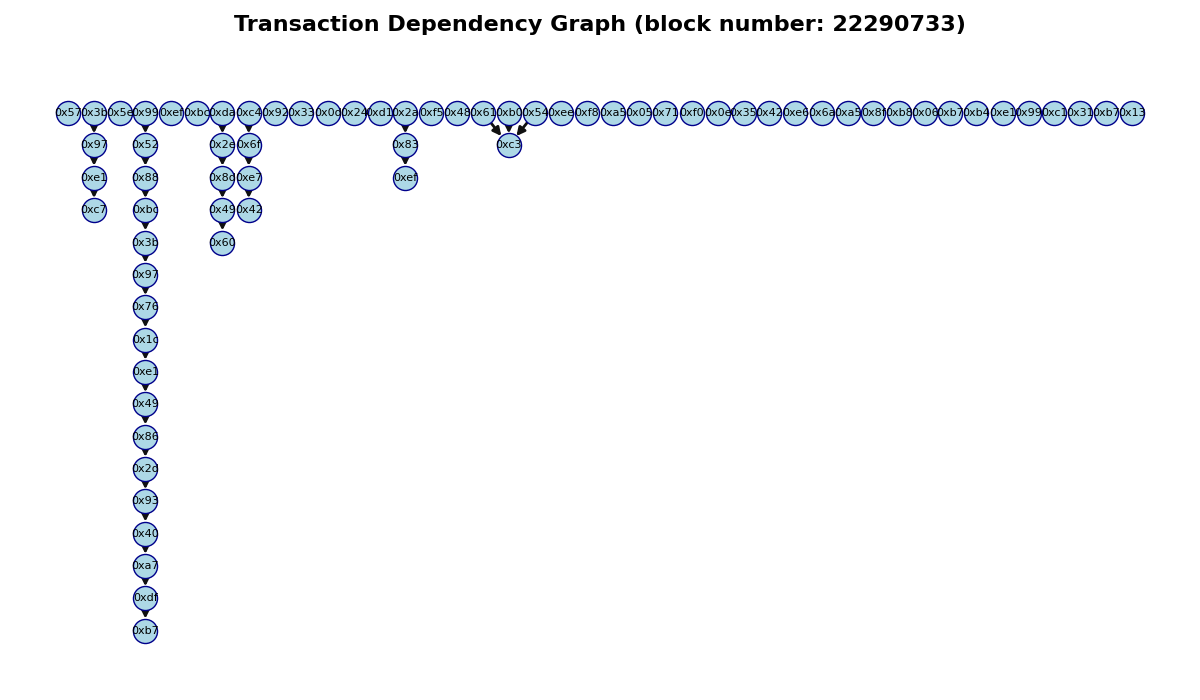 Transaction Dependency Graph (block number: 22290733)
0x57 0x3b 0x5e 0x99 0xef 0xbc 0xda 0xc4 0x92 0x33 0x0c 0x24 0xd1 0x2a 0xf5 0x48 0x61 0xb0 0x54 0xee 0xf8 0xa5 0x05 0x71 0xf0 0x0e 0x35 0x42 0xe6 0x6a 0xa5 0x8f 0xb8 0x06 0xb7 0xb4 0xe1 0x99 0xc1 0x31 0xb7 0x13
0x97 0x52 0x2e 0x6f 0x83 0xc3
0xe1 0x88 0x8d 0xe7 0xef
0xc7 0xbc 0x49 0x42
0x3b 0x60
0x97
0x76
0x1c
0xe1
0x49
0x86
0x2d
0x93
0x40
0xa7
0xdf
0xb7